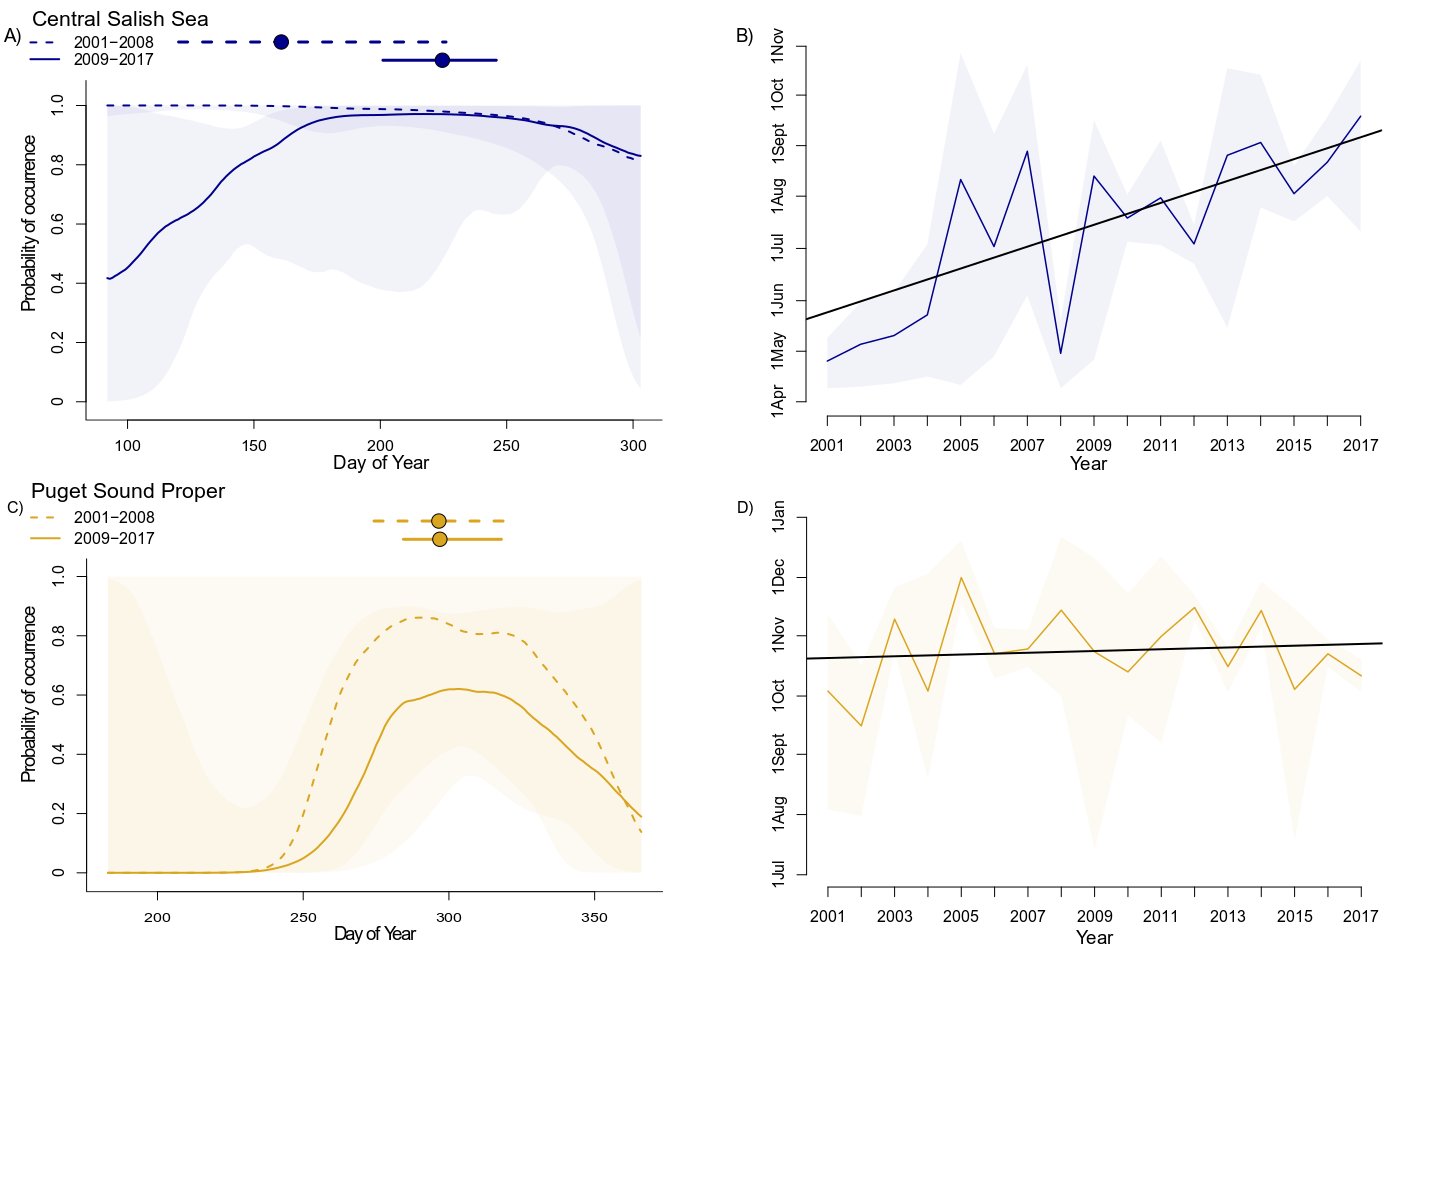 Central Salish Sea
A)
2001−2008
2009−2017
Probability of occurrence
1.0
0.8
0.6
0.4
0.2
0
100 150 200 250 300
Day of Year
B)
1Nov
1Oct
1Sept
1Aug
1Jul
1Jun
1May
1Apr
2001 2003 2005 2007 2009 2011 2013 2015 2017
Year
Puget Sound Proper
C)
2001−2008
2009−2017
Probability of occurrence
1.0
0.8
0.6
0.4
0.2
0
200 250 300 350
Day of Year
D)
1Jan
1Dec
1Nov
1Oct
1Sept
1Aug
1Jul
2001 2003 2005 2007 2009 2011 2013 2015 2017
Year